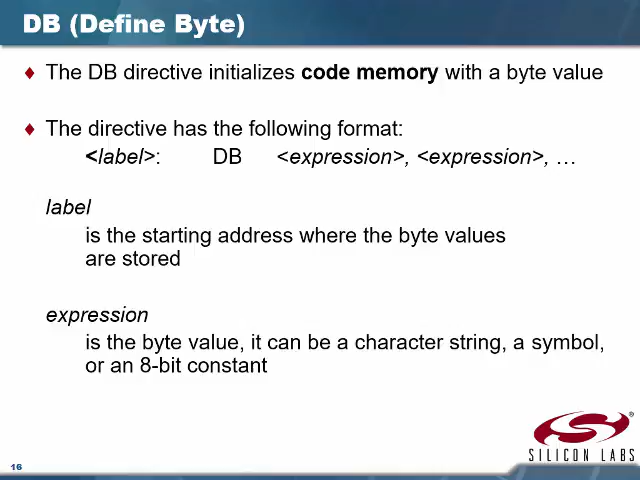 DB (Define Byte)
♦ The DB directive initializes code memory with a byte value
♦ The directive has the following format:
<label>: DB <expression>, <expression>, …
label
is the starting address where the byte values
are stored
expression
is the byte value, it can be a character string, a symbol,
or an 8-bit constant
®
SILICON LABS
16